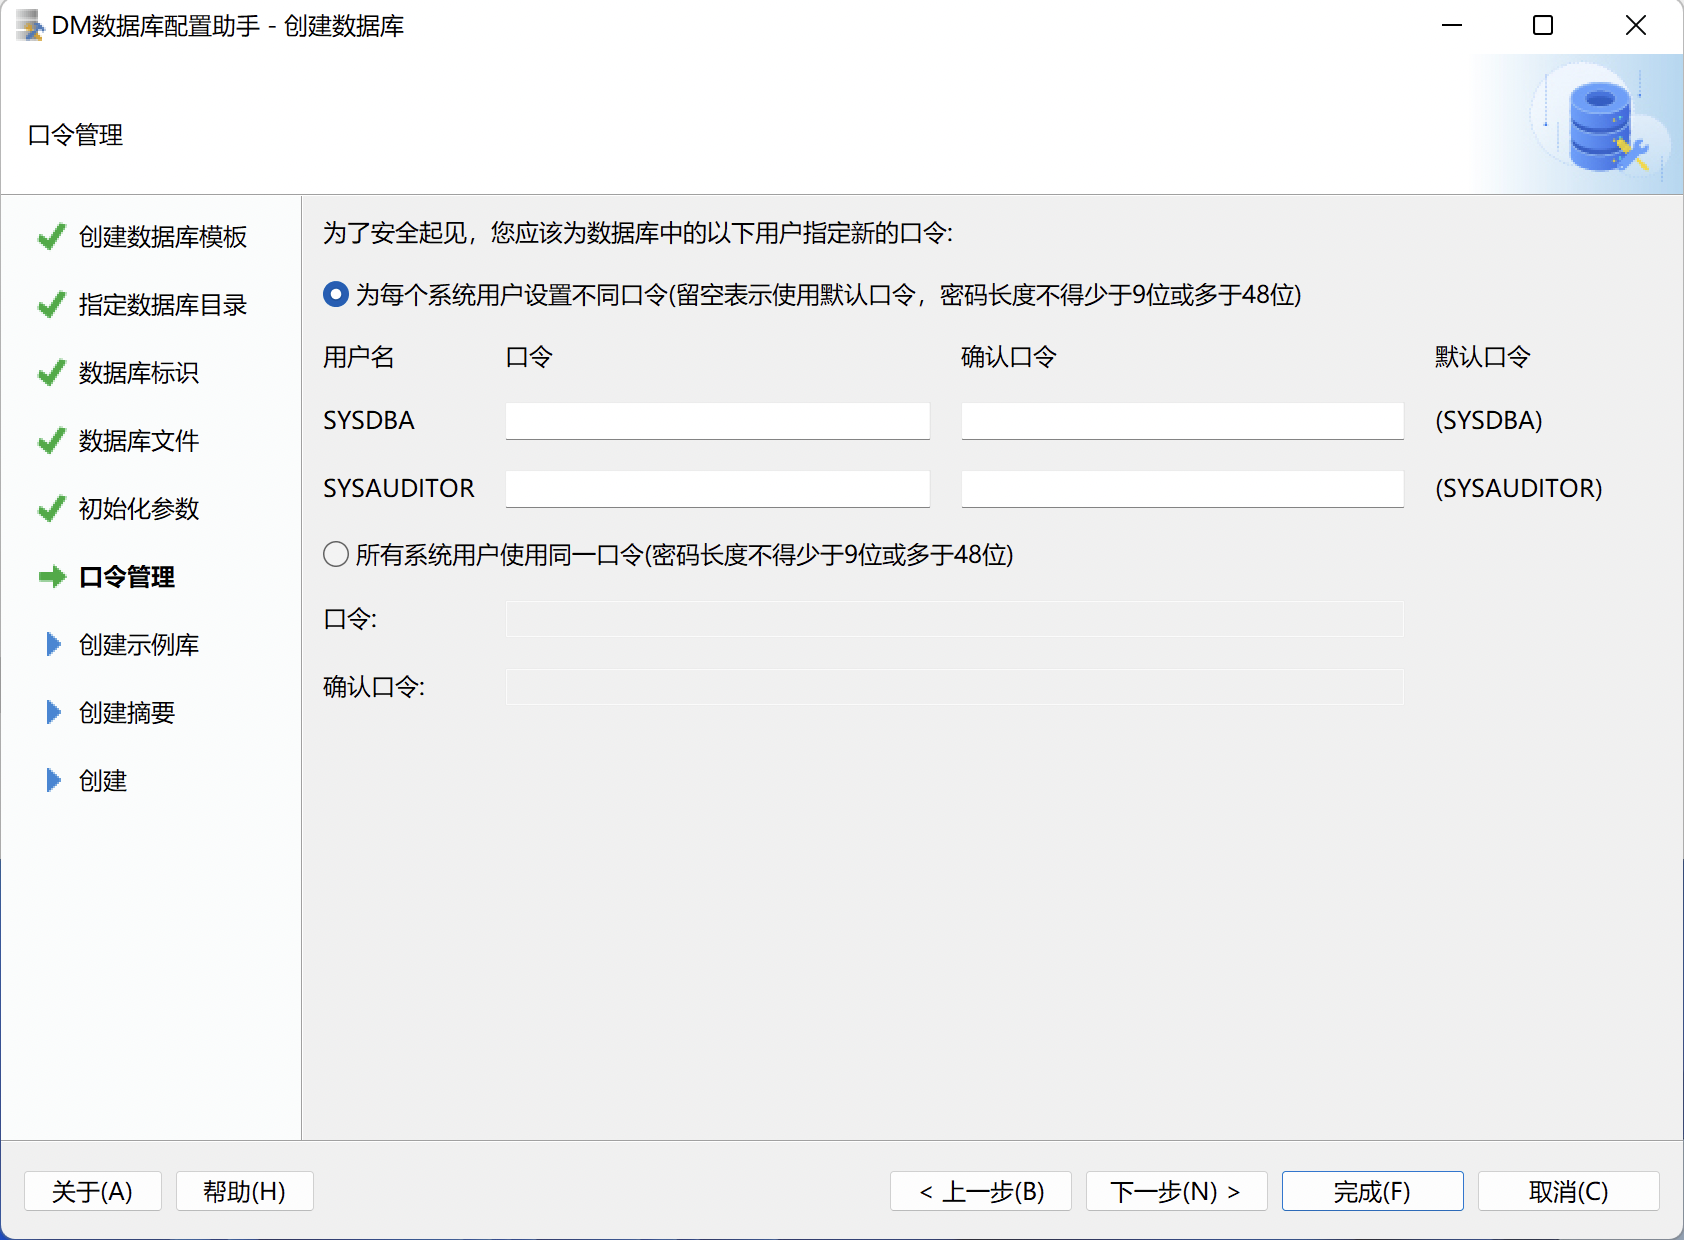 DM数据库配置助手 - 创建数据库
口令管理
创建数据库模板
指定数据库目录
数据库标识
数据库文件
初始化参数
口令管理
创建示例库
创建摘要
创建
为了安全起见，您应该为数据库中的以下用户指定新的口令:
为每个系统用户设置不同口令(留空表示使用默认口令，密码长度不得少于9位或多于48位)
用户名 口令 确认口令 默认口令
SYSDBA (SYSDBA)
SYSAUDITOR (SYSAUDITOR)
所有系统用户使用同一口令(密码长度不得少于9位或多于48位)
口令:
确认口令:
关于(A) 帮助(H) < 上一步(B) 下一步(N) > 完成(F) 取消(C)